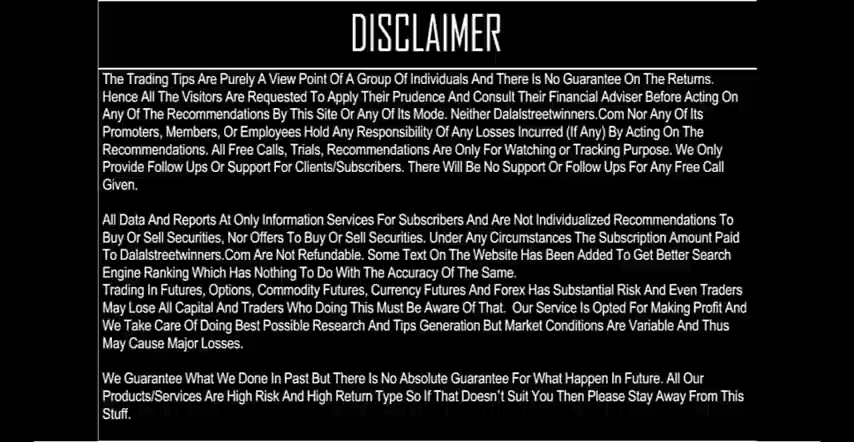 DISCLAIMER
The Trading Tips Are Purely A View Point Of A Group Of Individuals And There Is No Guarantee On The Returns.
Hence All The Visitors Are Requested To Apply Their Prudence And Consult Their Financial Adviser Before Acting On
Any Of The Recommendations By This Site Or Any Of Its Mode. Neither Dalalstreetwinners.Com Nor Any Of Its
Promoters, Members, Or Employees Hold Any Responsibility Of Any Losses Incurred (If Any) By Acting On The
Recommendations. All Free Calls, Trials, Recommendations Are Only For Watching or Tracking Purpose. We Only
Provide Follow Ups Or Support For Clients/Subscribers. There Will Be No Support Or Follow Ups For Any Free Call
Given.
All Data And Reports At Only Information Services For Subscribers And Are Not Individualized Recommendations To
Buy Or Sell Securities, Nor Offers To Buy Or Sell Securities. Under Any Circumstances The Subscription Amount Paid
To Dalalstreetwinners.Com Are Not Refundable. Some Text On The Website Has Been Added To Get Better Search
Engine Ranking Which Has Nothing To Do With The Accuracy Of The Same.
Trading In Futures, Options, Commodity Futures, Currency Futures And Forex Has Substantial Risk And Even Traders
May Lose All Capital And Traders Who Doing This Must Be Aware Of That. Our Service Is Opted For Making Profit And
We Take Care Of Doing Best Possible Research And Tips Generation But Market Conditions Are Variable And Thus
May Cause Major Losses.
We Guarantee What We Done In Past But There Is No Absolute Guarantee For What Happen In Future. All Our
Products/Services Are High Risk And High Return Type So If That Doesn't Suit You Then Please Stay Away From This
Stuff.